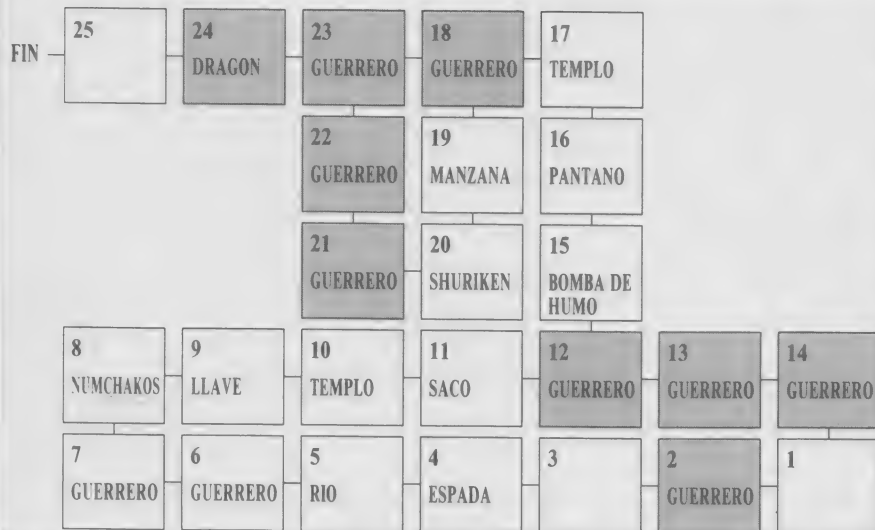 FIN
25
24
DRAGON
23
GUERRERO
18
GUERRERO
17
TEMPLO
22
GUERRERO
19
MANZANA
16
PANTANO
21
GUERRERO
20
SHURIKEN
15
BOMBA DE
HUMO
8
NUMCHAKOS
9
LLAVE
10
TEMPLO
11
SACO
12
GUERRERO
13
GUERRERO
14
GUERRERO
7
GUERRERO
6
GUERRERO
5
RIO
4
ESPADA
3
2
GUERRERO
1